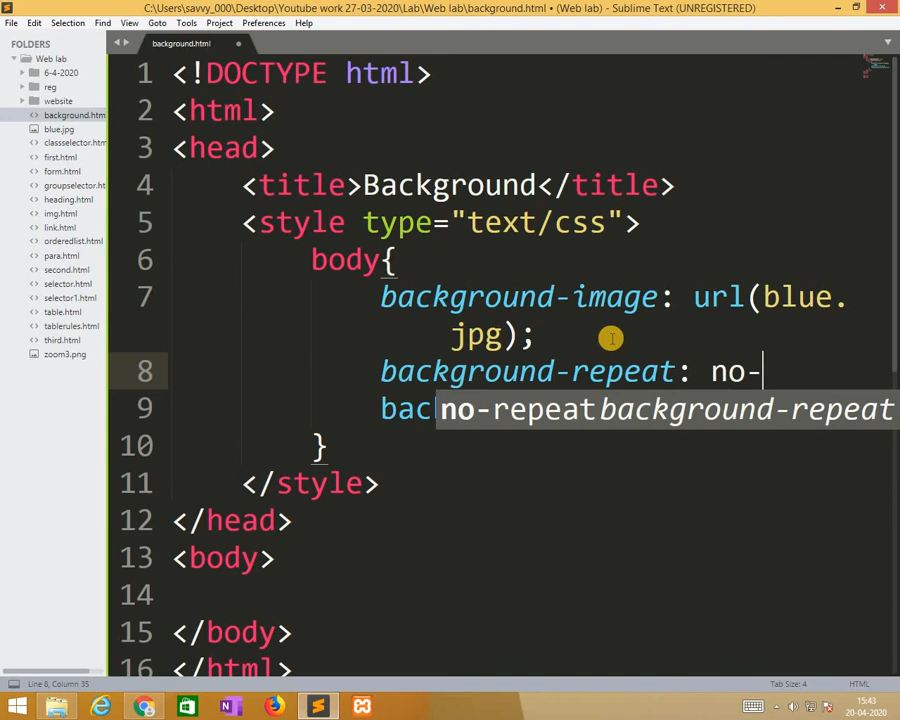 C:\Users\savvy_000\Desktop\Youtube work 27-03-2020\Lab\Web lab\background.html • (Web lab) - Sublime Text (UNREGISTERED)
File Edit Selection Find View Goto Tools Project Preferences Help
FOLDERS
Web lab
6-4-2020
reg
website
background.htm
blue.jpg
classselector.htm
first.html
form.html
groupselector.ht
heading.html
img.html
link.html
orderedlist.html
para.html
second.html
selector.html
selector1.html
table.html
tablerules.html
third.html
zoom3.png
background.html
1 <!DOCTYPE html>
2 <html>
3 <head>
4 <title>Background</title>
5 <style type="text/css">
6 body{
7 background-image: url(blue.
jpg);
8 background-repeat: no-
9 bac
no-repeat background-repeat
10 }
11 </style>
12 </head>
13 <body>
14
15 </body>
16 </html>
Line 8, Column 35
Tab Size: 4
HTML
15:43
20-04-2020